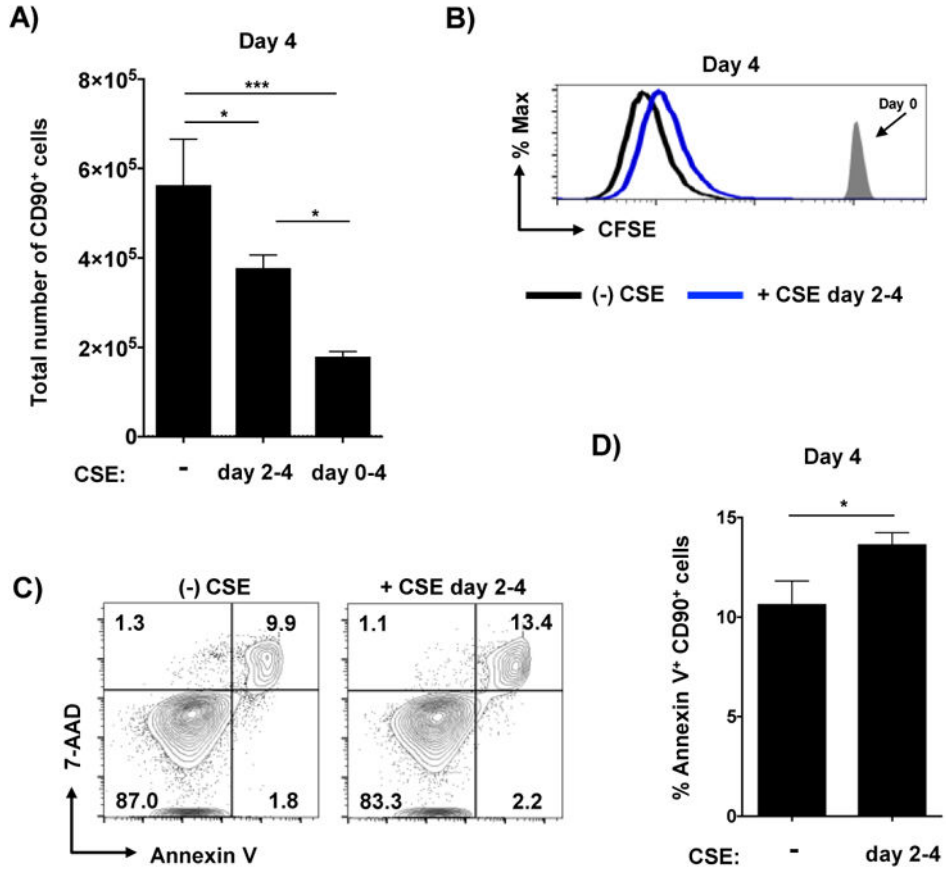 A)
Day 4
Total number of CD90⁺ cells
8×10⁵
6×10⁵
4×10⁵
2×10⁵
0
***
*
*
CSE: - day 2-4 day 0-4
B)
Day 4
% Max
Day 0
CFSE
(-) CSE + CSE day 2-4
C)
(-) CSE + CSE day 2-4
1.3 9.9 1.1 13.4
87.0 1.8 83.3 2.2
7-AAD
Annexin V
D)
Day 4
% Annexin V⁺ CD90⁺ cells
*
15
10
5
0
CSE: - day 2-4